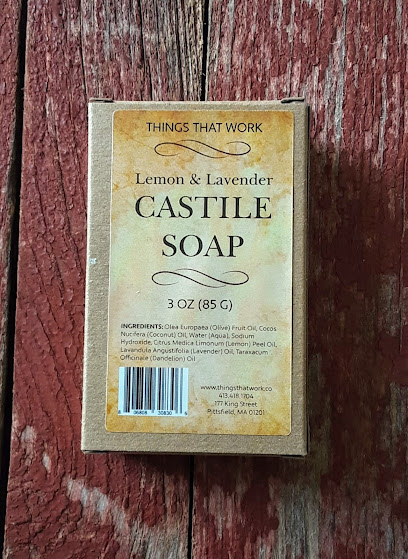 THINGS THAT WORK
Lemon & Lavender
CASTILE
SOAP
3 OZ (85 G)
INGREDIENTS: Olea Europaea (Olive) Fruit Oil, Cocos
Nucifera (Coconut) Oil, Water (Aqua), Sodium
Hydroxide, Citrus Medica Limonum (Lemon) Peel Oil,
Lavandula Angustifolia (Lavender) Oil, Taraxacum
Officinale (Dandelion) Oil
www.thingsthatwork.co
413.418.1704
177 King Street
Pittsfield, MA 01201